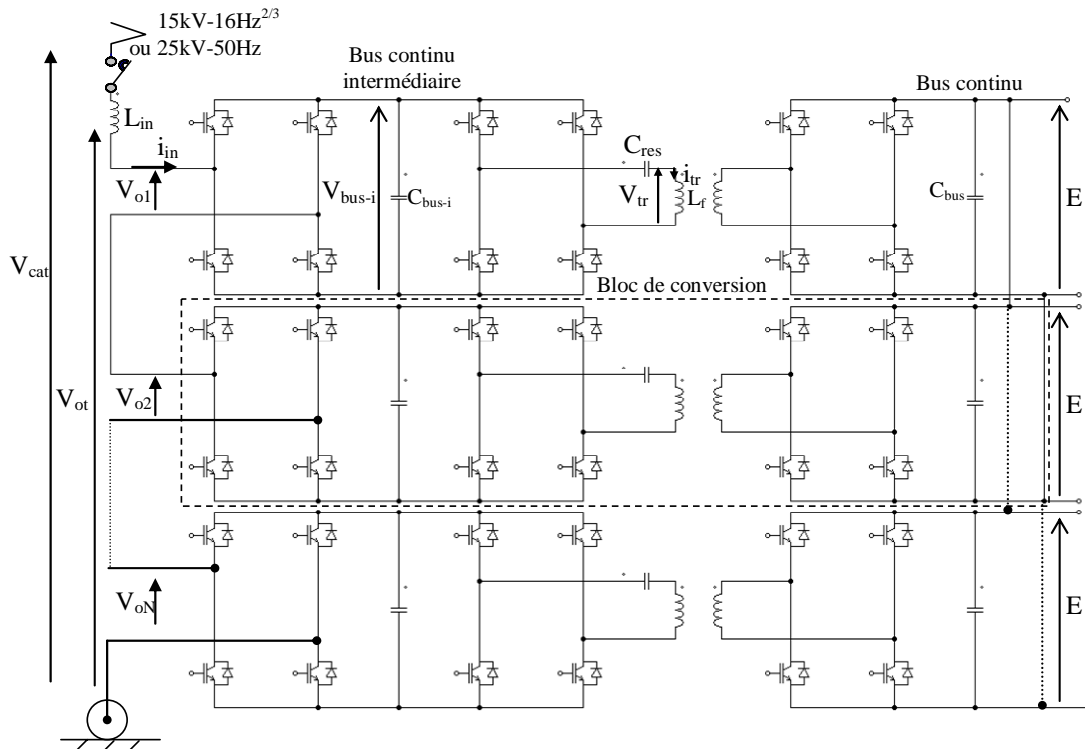 15kV-16Hz2/3
ou 25kV-50Hz
Bus continu
intermédiaire
Bus continu
Lin
iin
Vo1
Vbus-i
Cbus-i
Cres
itr
Vtr
Lf
Cbus
E
Vcat
Bloc de conversion
Vot
Vo2
E
VoN
E